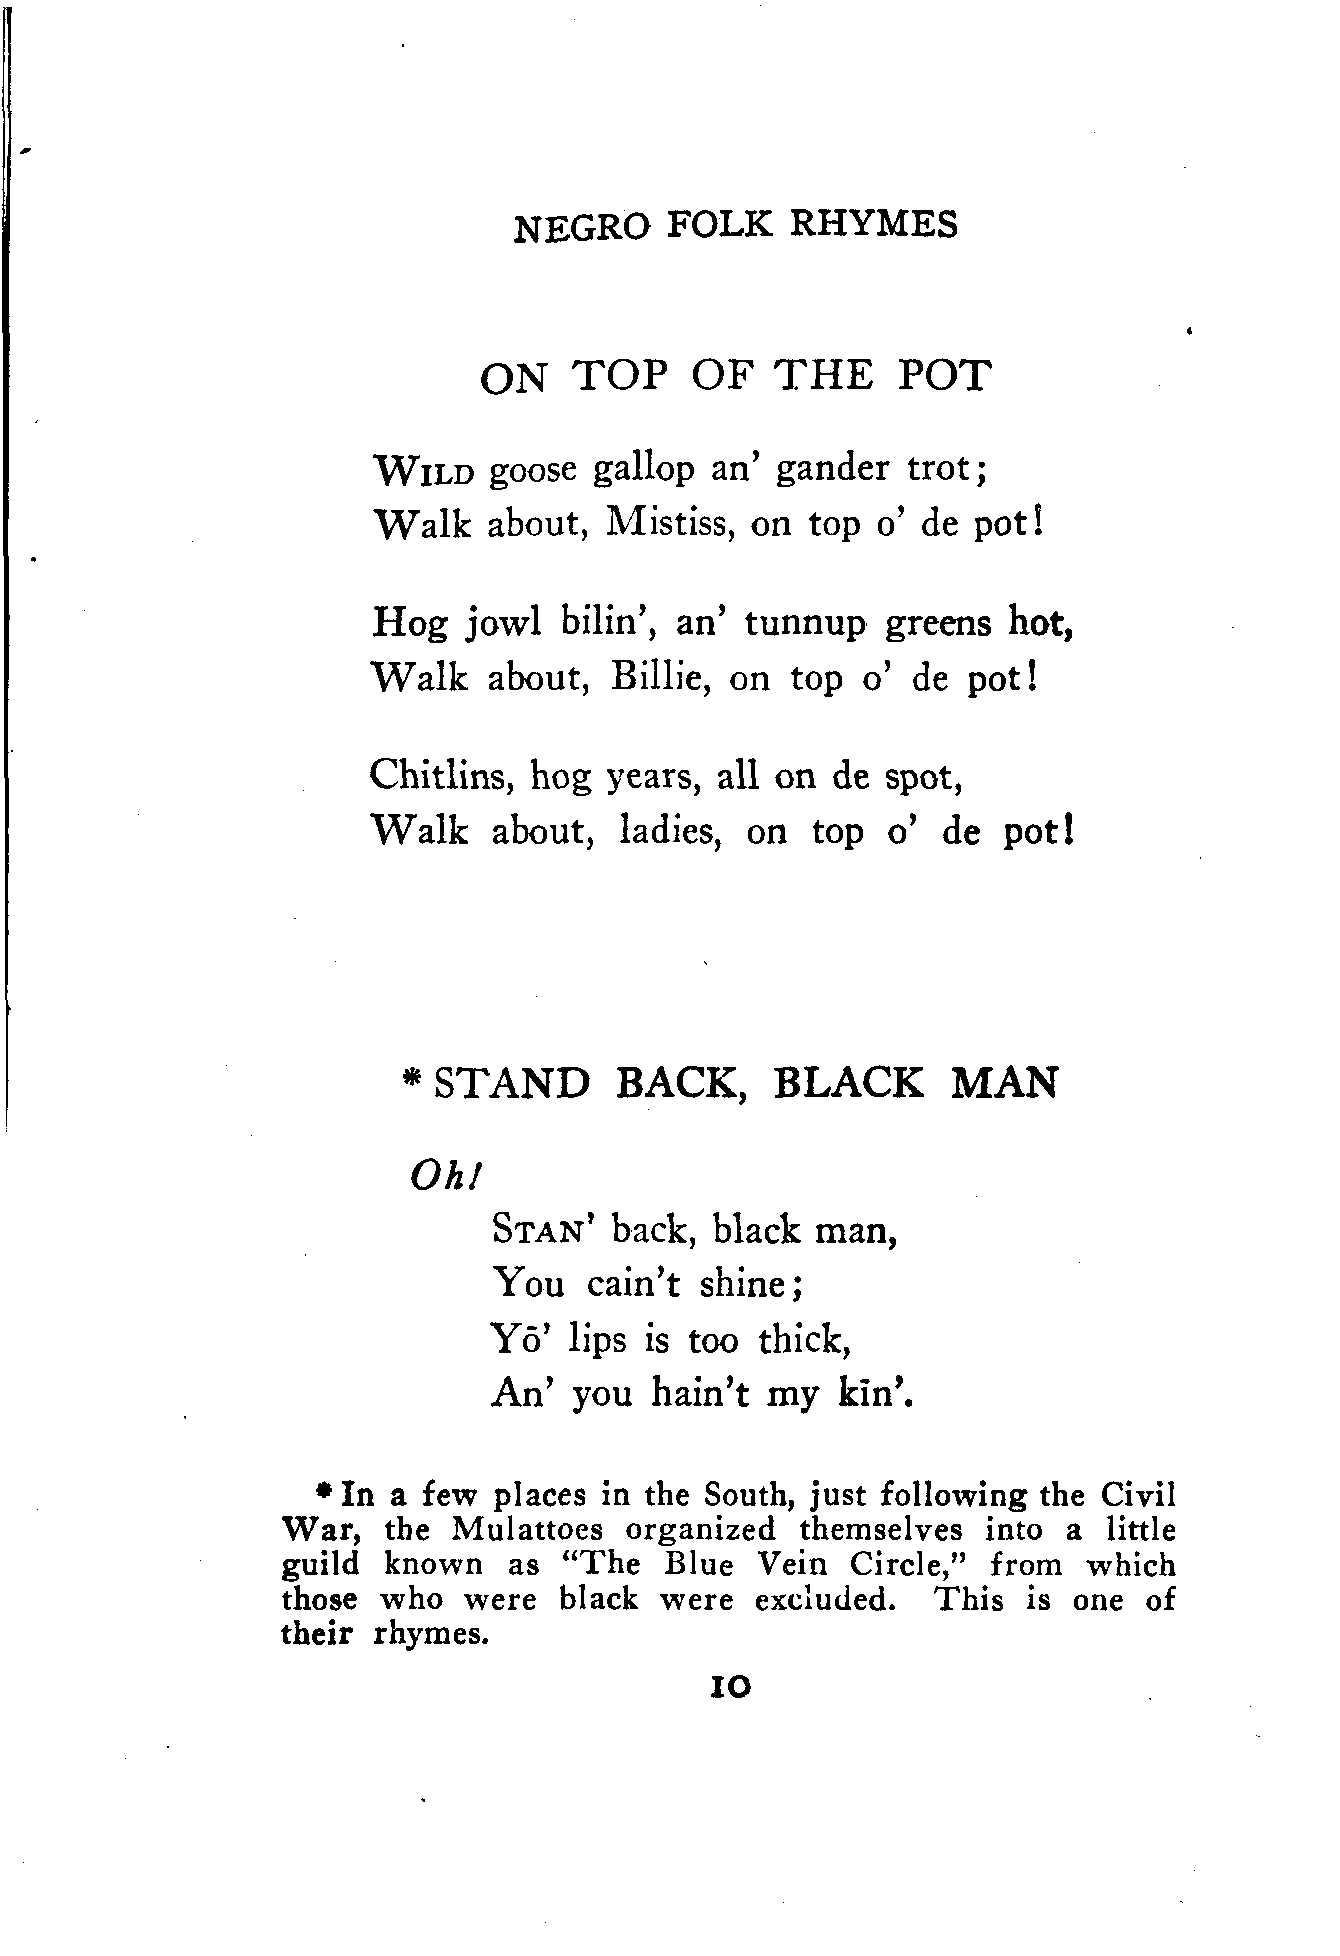 NEGRO FOLK RHYMES
ON TOP OF THE POT
WILD goose gallop an' gander trot;
Walk about, Mistiss, on top o' de pot!
Hog jowl bilin', an' tunnup greens hot,
Walk about, Billie, on top o' de pot!
Chitlins, hog years, all on de spot,
Walk about, ladies, on top o' de pot!
* STAND BACK, BLACK MAN
Oh!
STAN' back, black man,
You cain't shine;
Yō' lips is too thick,
An' you hain't my kīn'.
* In a few places in the South, just following the Civil
War, the Mulattoes organized themselves into a little
guild known as "The Blue Vein Circle," from which
those who were black were excluded. This is one of
their rhymes.
10